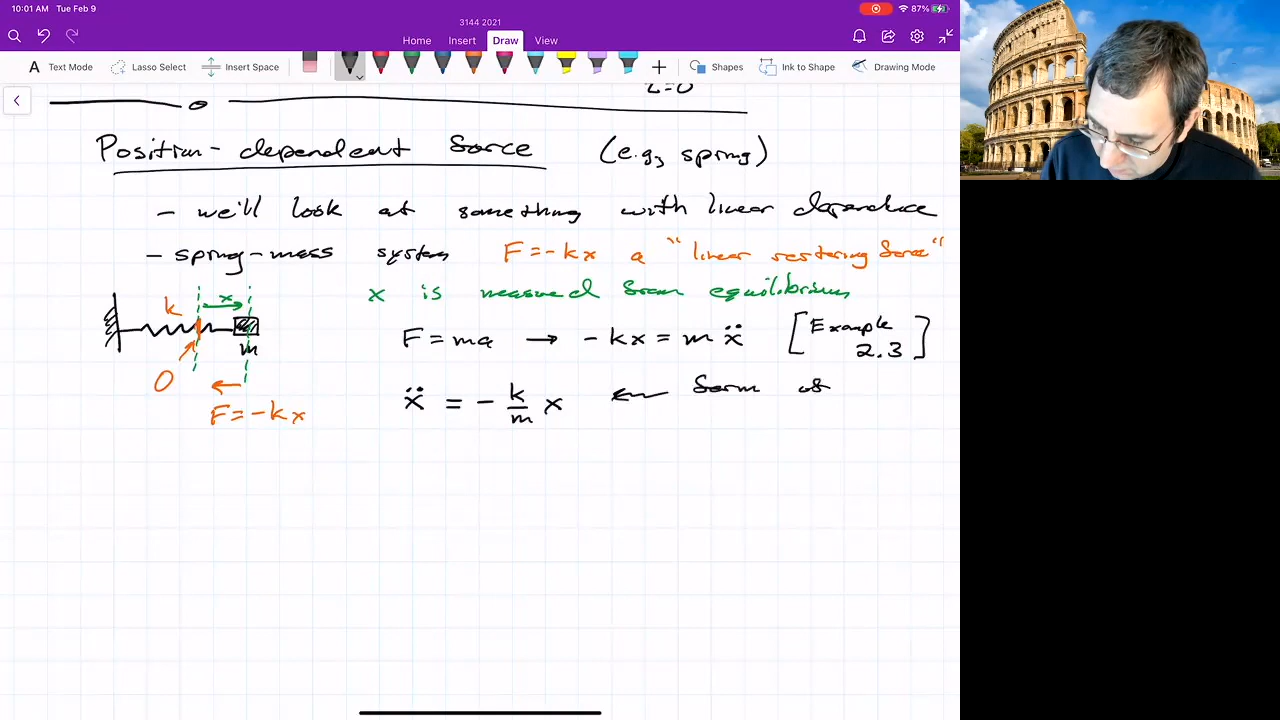 10:01 AM Tue Feb 9
87%
3144 2021
Home Insert Draw View
Text Mode Lasso Select Insert Space Shapes Ink to Shape Drawing Mode
Position-dependent force (e.g., spring)
- we'll look at something with linear dependence
- spring-mass system F=-kx a "linear restoring force"
x is measured from equilibrium
k x
m
O
F=-kx
F=ma → -kx=mẍ [Example 2.3]
ẍ = - k/m x ← form of